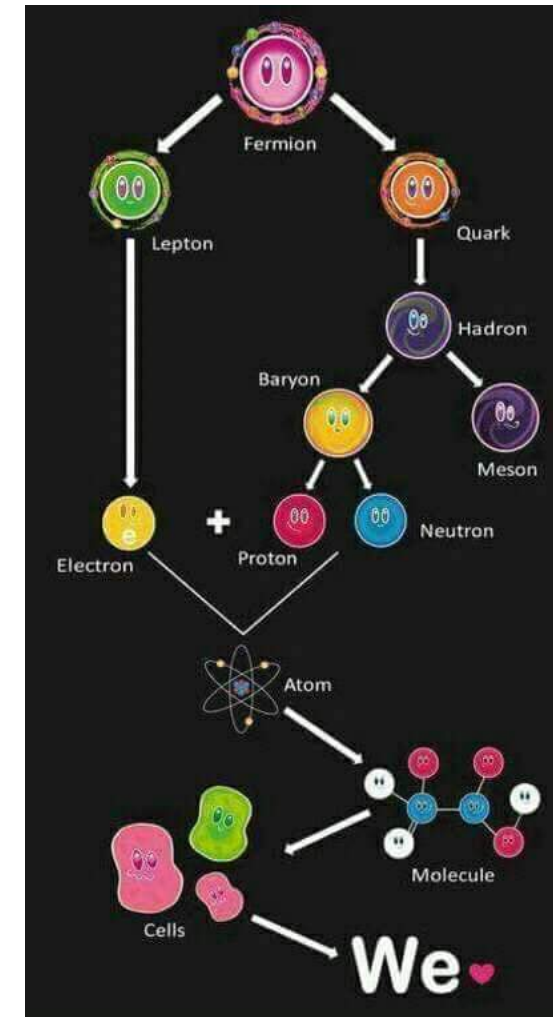 Fermion
Lepton
Quark
Hadron
Baryon
Meson
e
+
Electron
Proton
Neutron
Atom
Molecule
Cells
We